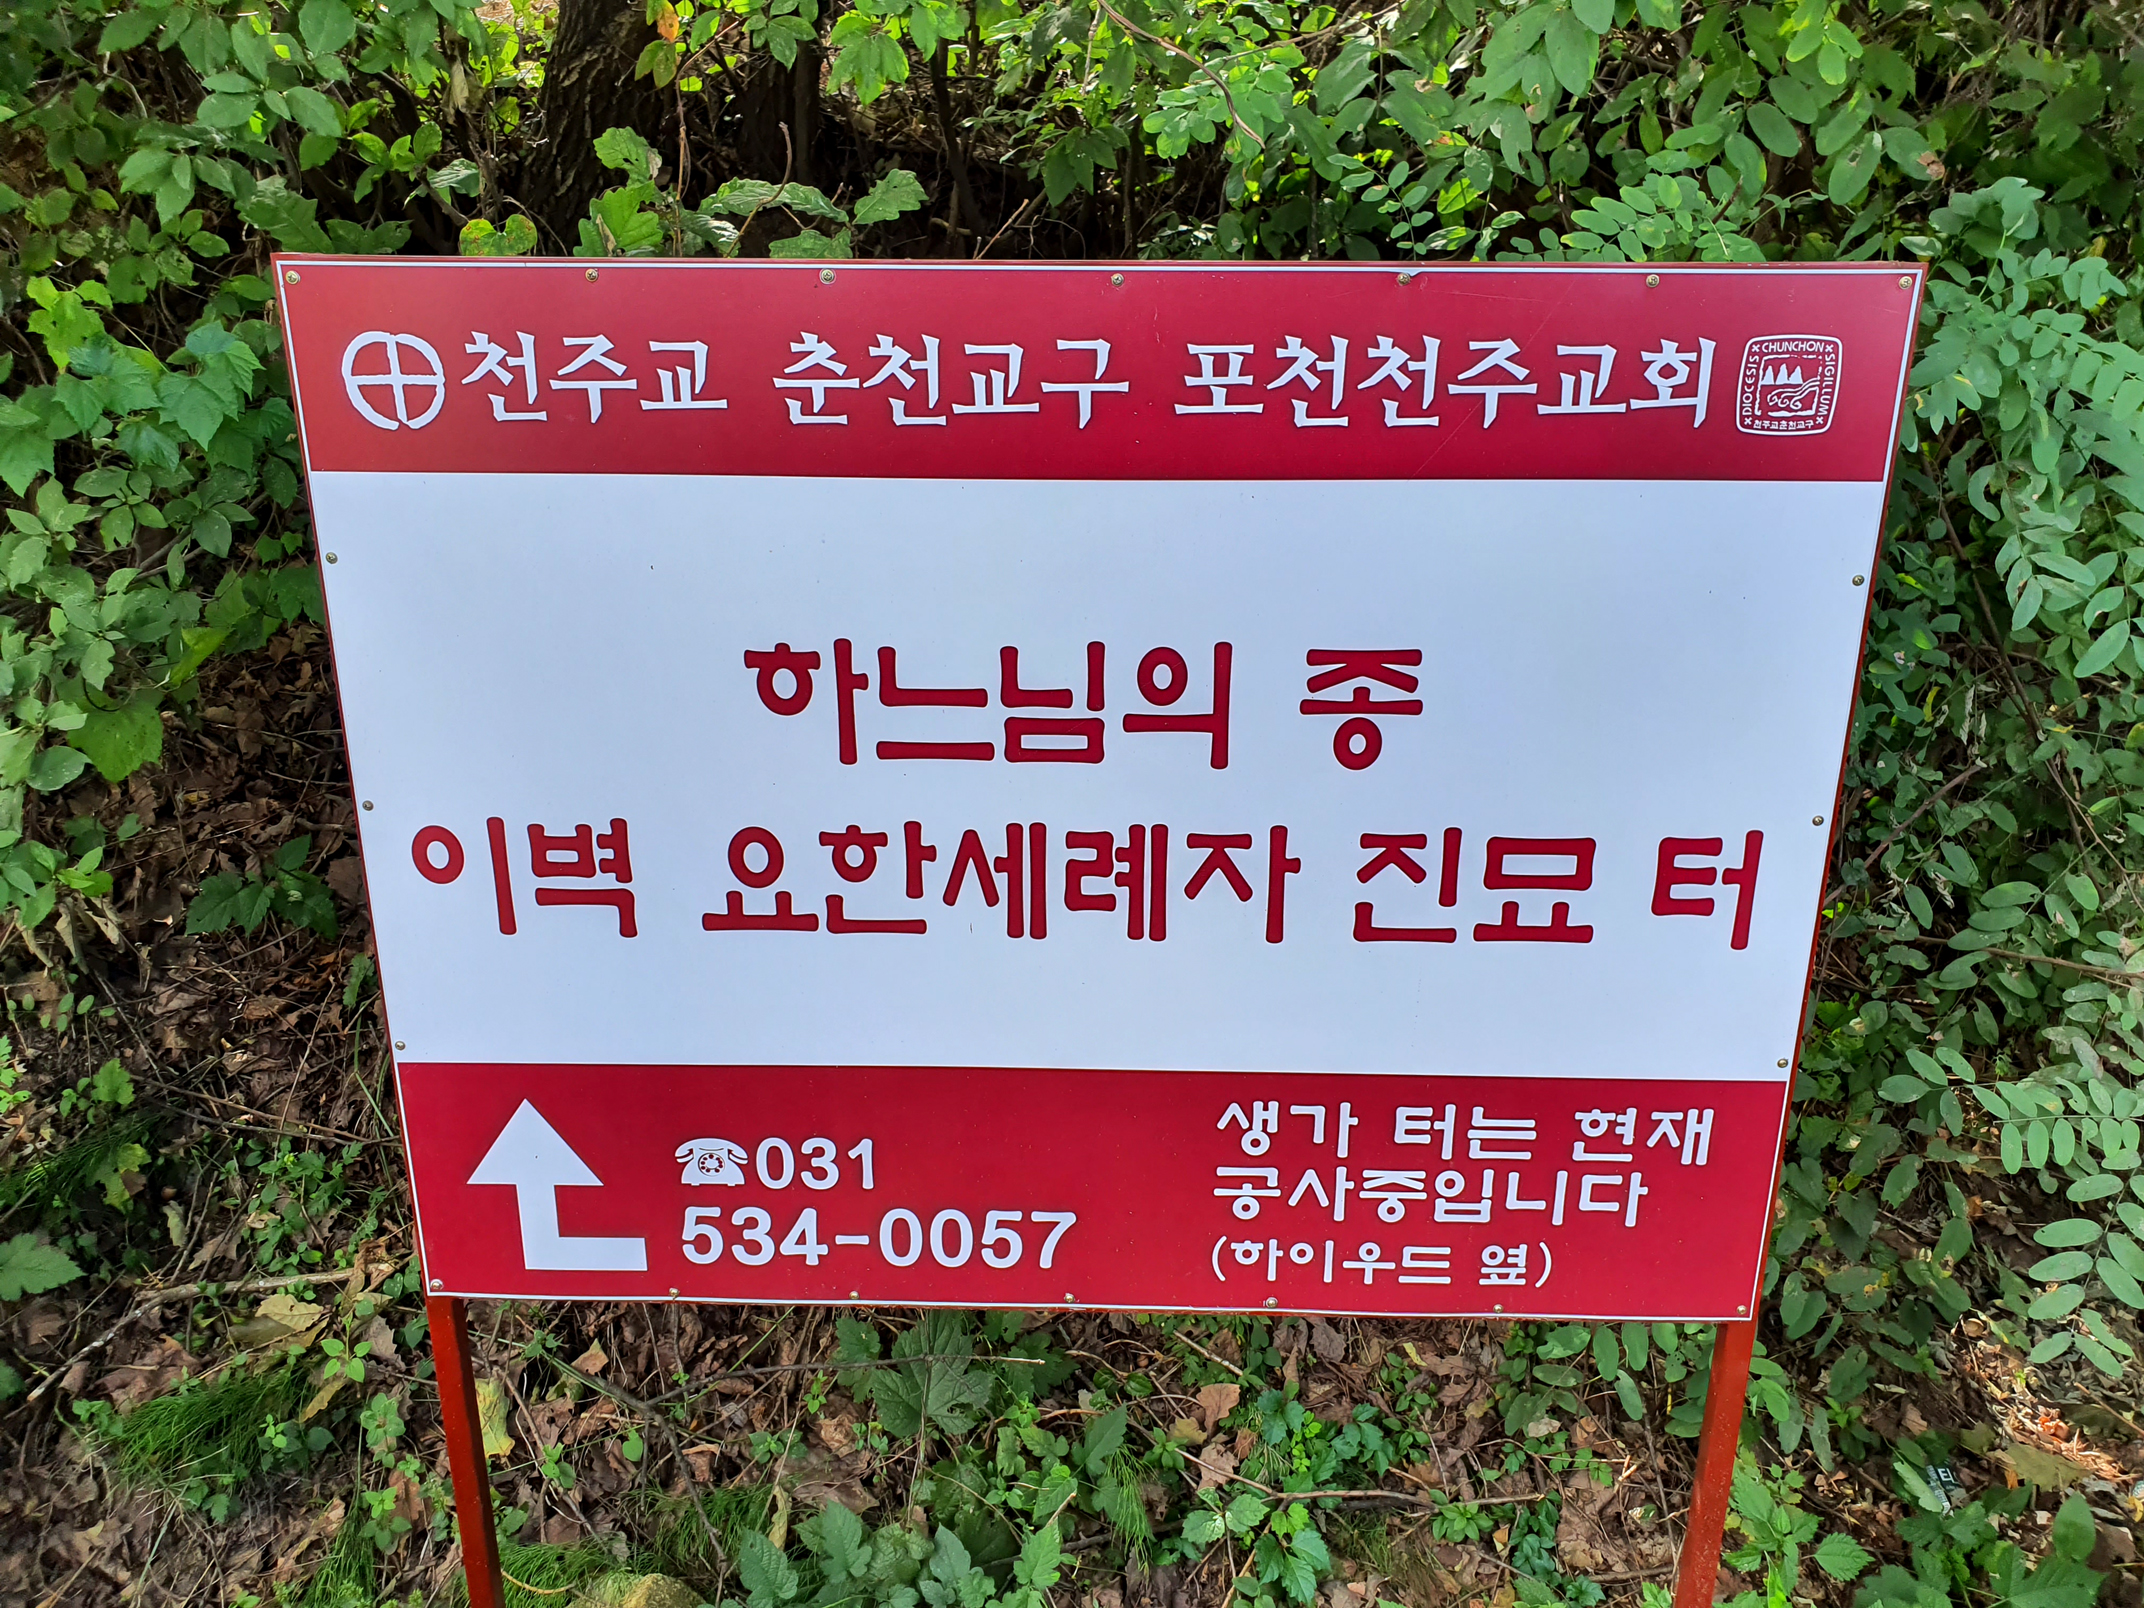 천주교 춘천교구 포천천주교회
CHUNCHON
DIOECESIS
SIGILLUM
천주교춘천교구
하느님의 종
이벽 요한세례자 진묘 터
☎031
534-0057
생가 터는 현재
공사중입니다
(하이우드 옆)